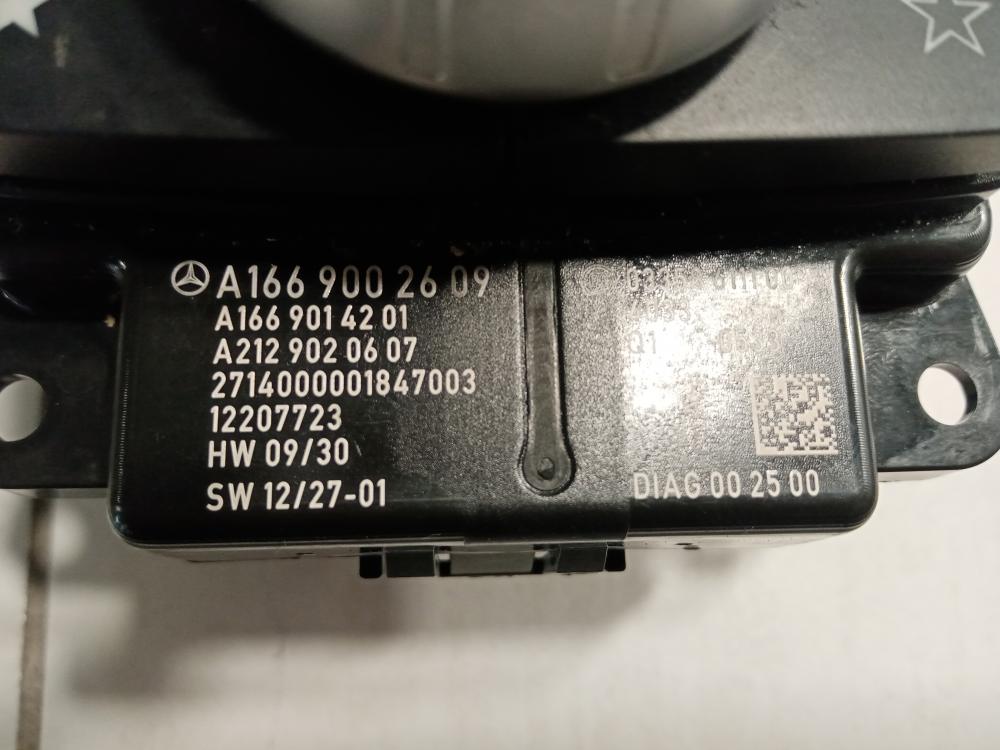 A166 900 26 09
A166 901 42 01
A212 902 06 07
2714000001847003
12207723
HW 09/30
SW 12/27-01
DIAG 00 25 00